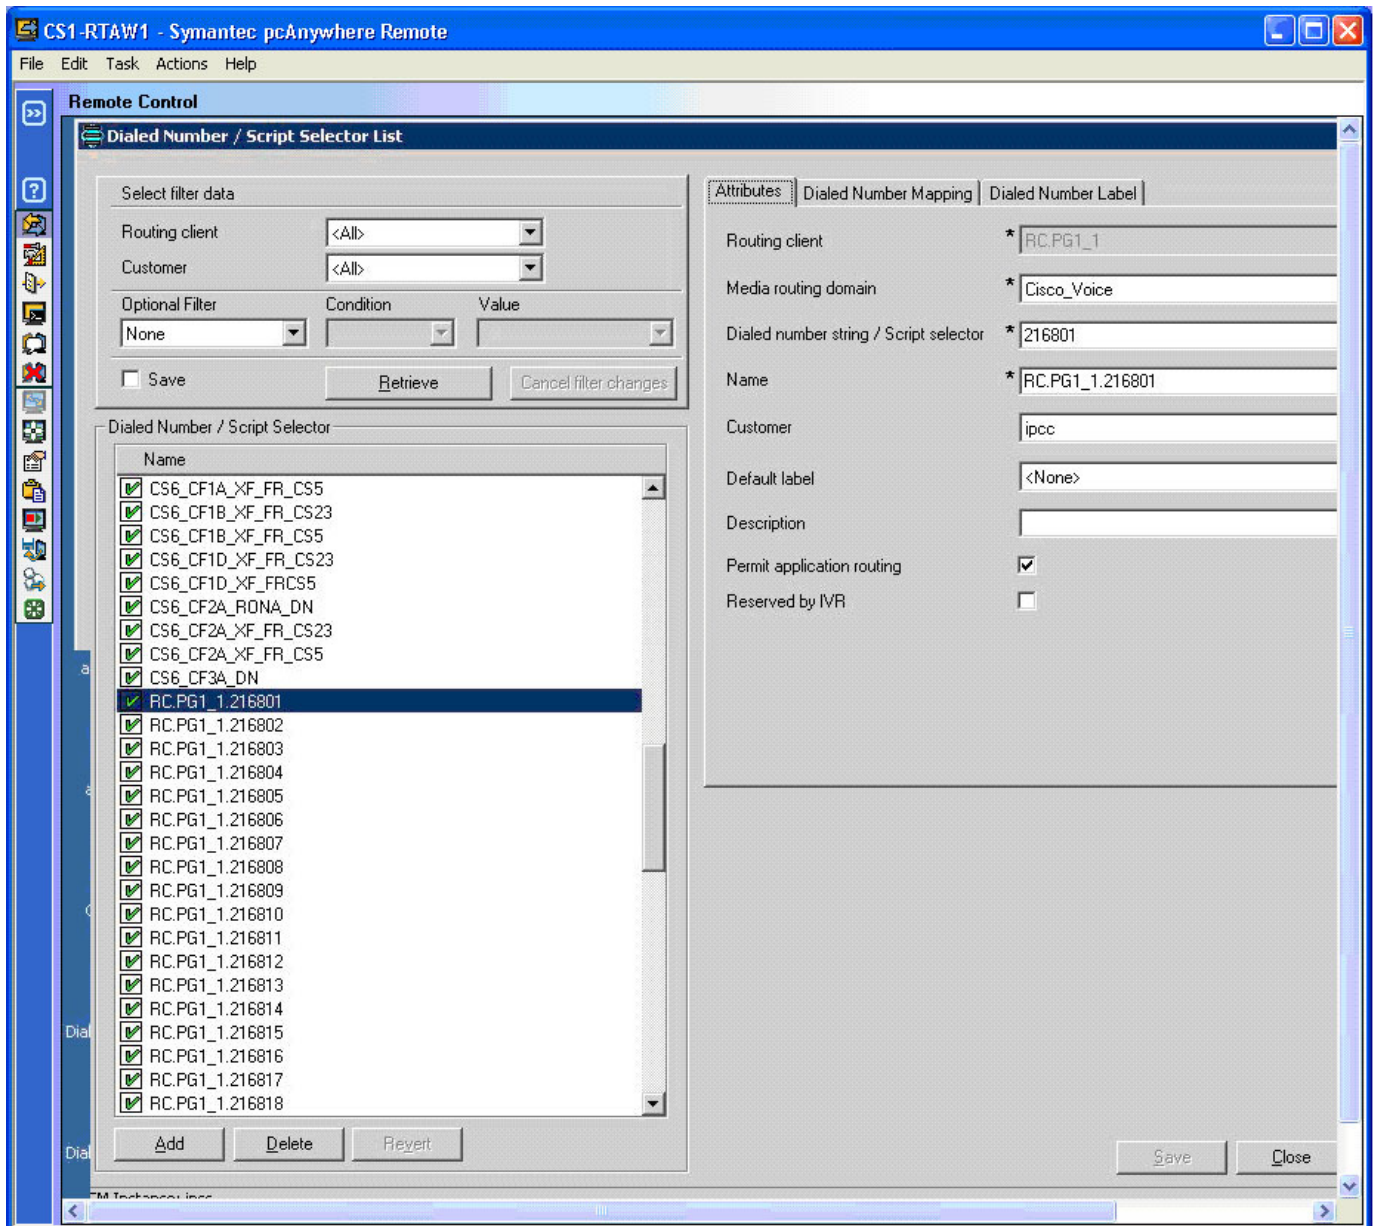 CS1-RTAW1 - Symantec pcAnywhere Remote
File Edit Task Actions Help
Remote Control
Dialed Number / Script Selector List
Select filter data
Routing client <All>
Customer <All>
Optional Filter Condition Value
None
Save Retrieve Cancel filter changes
Dialed Number / Script Selector
Name
CS6_CF1A_XF_FR_CS5
CS6_CF1B_XF_FR_CS23
CS6_CF1B_XF_FR_CS5
CS6_CF1D_XF_FR_CS23
CS6_CF1D_XF_FRCS5
CS6_CF2A_RONA_DN
CS6_CF2A_XF_FR_CS23
CS6_CF2A_XF_FR_CS5
CS6_CF3A_DN
RC.PG1_1.216801
RC.PG1_1.216802
RC.PG1_1.216803
RC.PG1_1.216804
RC.PG1_1.216805
RC.PG1_1.216806
RC.PG1_1.216807
RC.PG1_1.216808
RC.PG1_1.216809
RC.PG1_1.216810
RC.PG1_1.216811
RC.PG1_1.216812
RC.PG1_1.216813
RC.PG1_1.216814
RC.PG1_1.216815
RC.PG1_1.216816
RC.PG1_1.216817
RC.PG1_1.216818
Add Delete Revert
Attributes Dialed Number Mapping Dialed Number Label
Routing client * RC.PG1_1
Media routing domain * Cisco_Voice
Dialed number string / Script selector * 216801
Name * RC.PG1_1.216801
Customer ipcc
Default label <None>
Description
Permit application routing
Reserved by IVR
Save Close
Dial
Dial